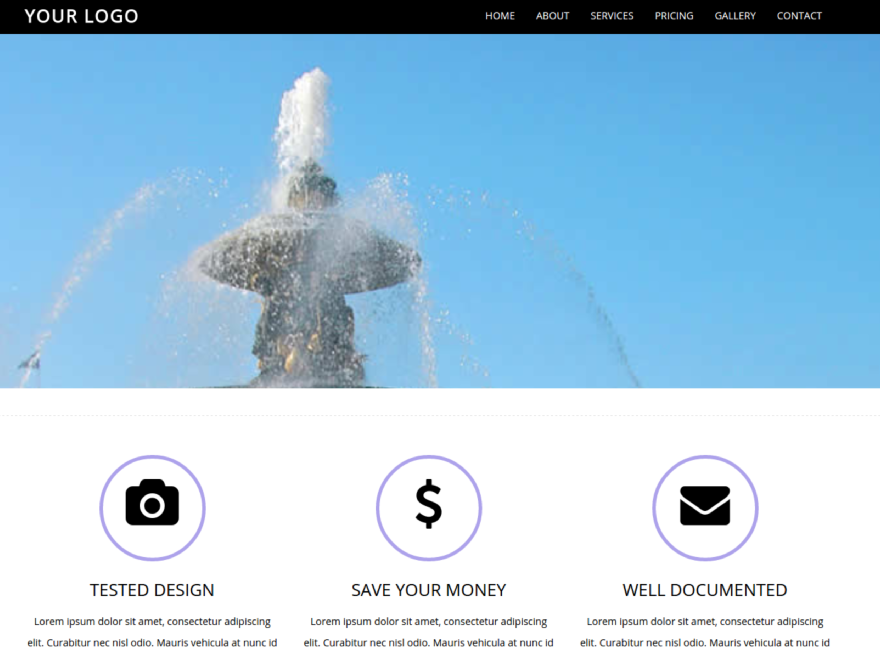 YOUR LOGO
HOME ABOUT SERVICES PRICING GALLERY CONTACT
TESTED DESIGN
Lorem ipsum dolor sit amet, consectetur adipiscing
elit. Curabitur nec nisl odio. Mauris vehicula at nunc id
SAVE YOUR MONEY
Lorem ipsum dolor sit amet, consectetur adipiscing
elit. Curabitur nec nisl odio. Mauris vehicula at nunc id
WELL DOCUMENTED
Lorem ipsum dolor sit amet, consectetur adipiscing
elit. Curabitur nec nisl odio. Mauris vehicula at nunc id